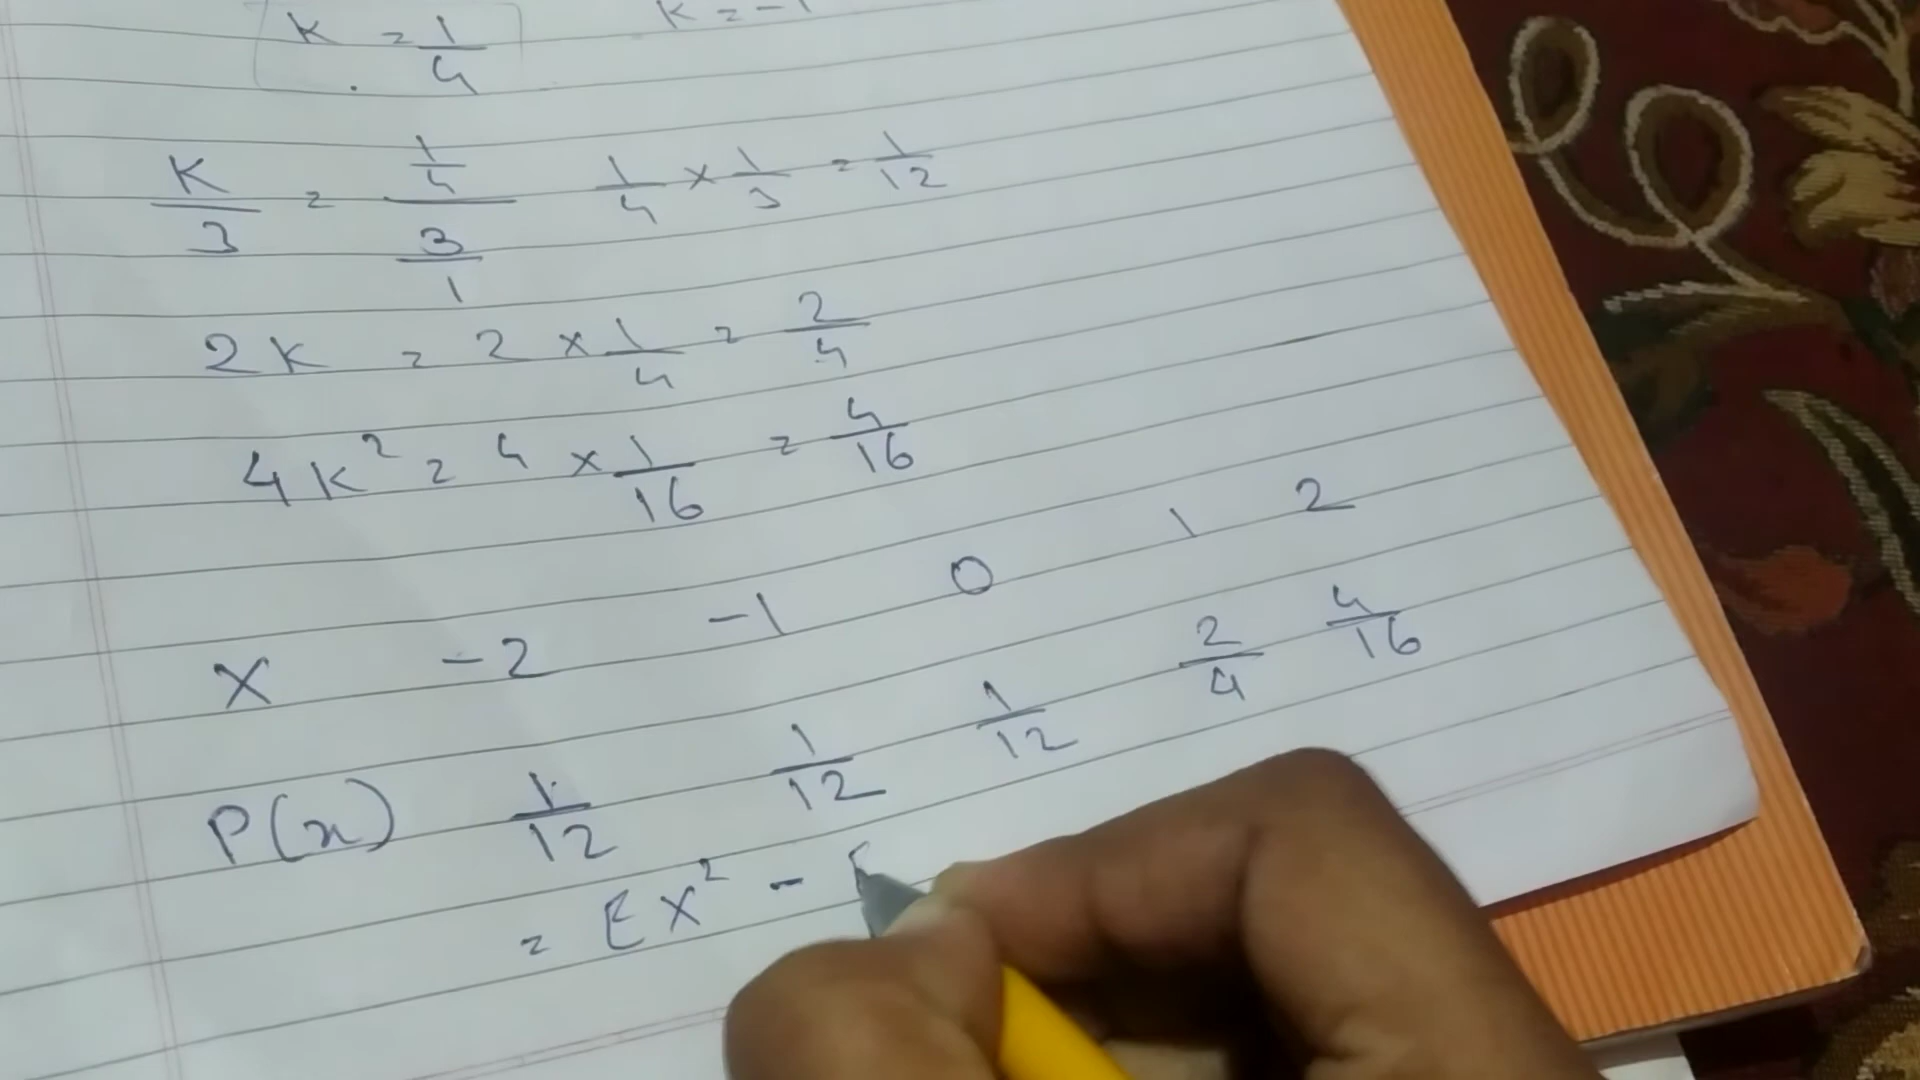 K = 1/4 K = -1
K/3 = (1/4)/(3/1) 1/4 × 1/3 = 1/12
2K = 2 × 1/4 = 2/4
4K² = 4 × 1/16 = 4/16
X -2 -1 0 1 2
P(x) 1/12 1/12 1/12 2/4 4/16
= EX² -